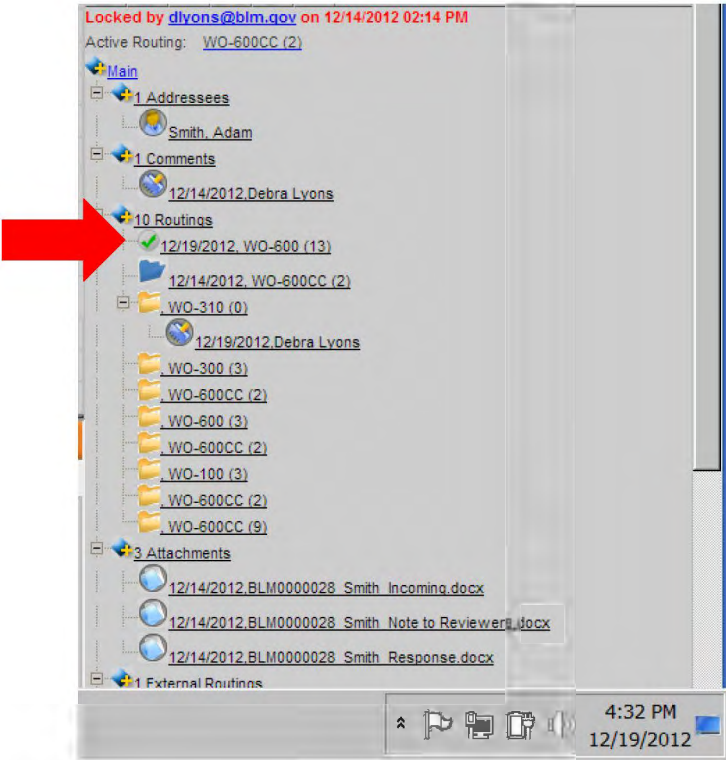 Locked by dlyons@blm.gov on 12/14/2012 02:14 PM
Active Routing: WO-600CC (2)
Main
1 Addressees
Smith, Adam
1 Comments
12/14/2012,Debra Lyons
10 Routings
12/19/2012, WO-600 (13)
12/14/2012, WO-600CC (2)
, WO-310 (0)
12/19/2012,Debra Lyons
, WO-300 (3)
, WO-600CC (2)
, WO-600 (3)
, WO-600CC (2)
, WO-100 (3)
, WO-600CC (2)
, WO-600CC (9)
3 Attachments
12/14/2012,BLM0000028_Smith_Incoming.docx
12/14/2012,BLM0000028_Smith_Note to Reviewers.docx
12/14/2012,BLM0000028_Smith_Response.docx
1 External Routings
4:32 PM
12/19/2012